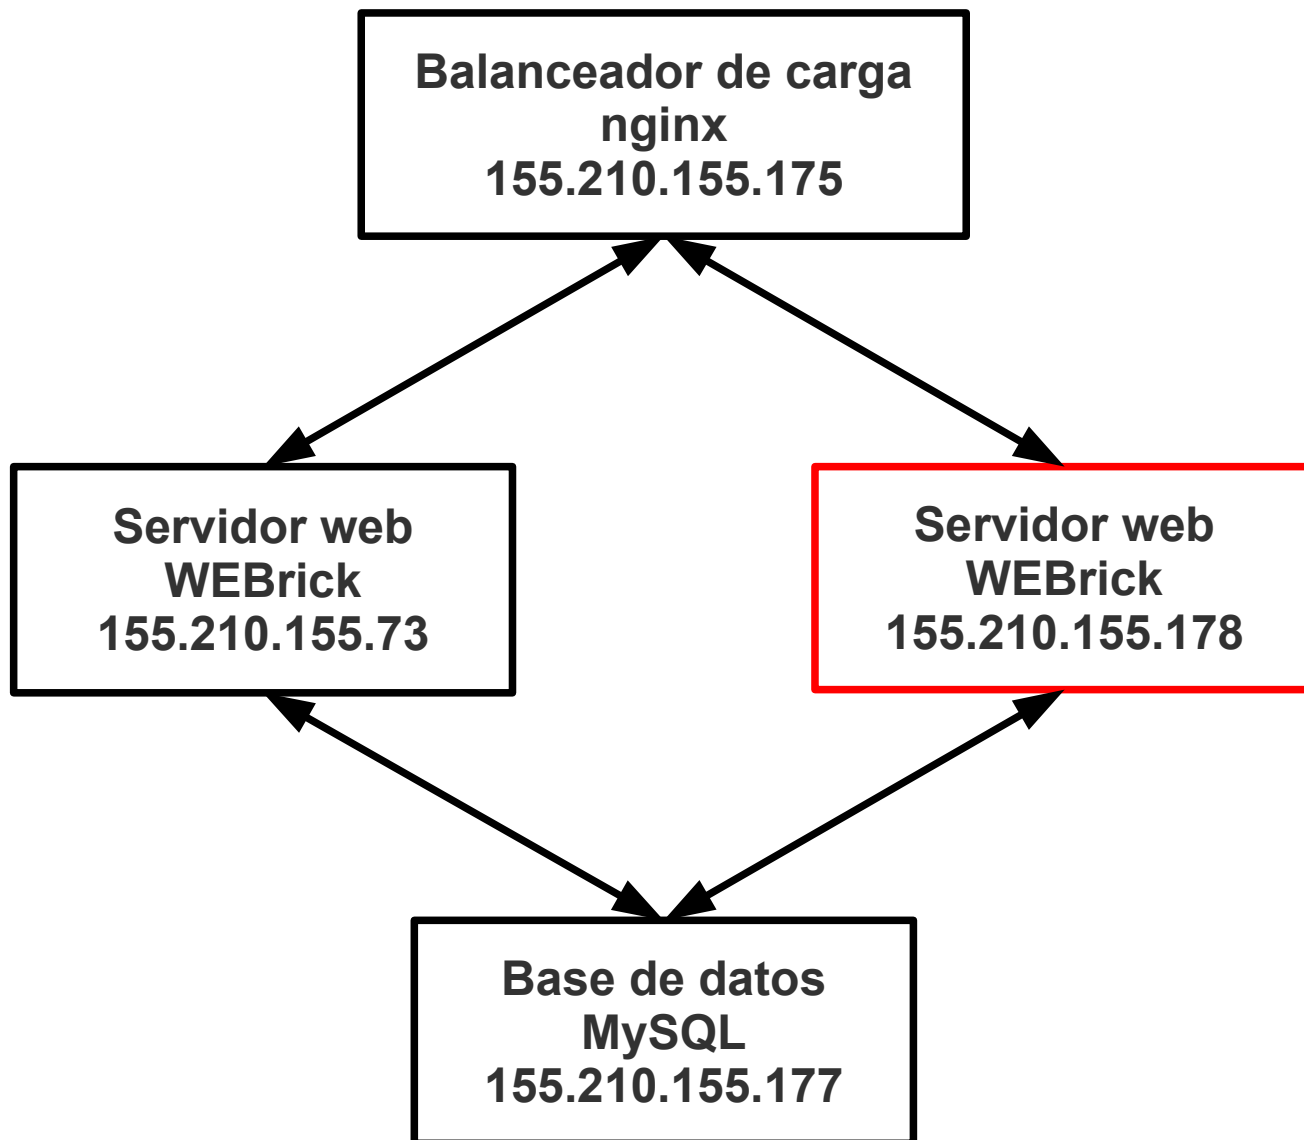 Balanceador de carga
nginx
155.210.155.175
Servidor web
WEBrick
155.210.155.73
Servidor web
WEBrick
155.210.155.178
Base de datos
MySQL
155.210.155.177